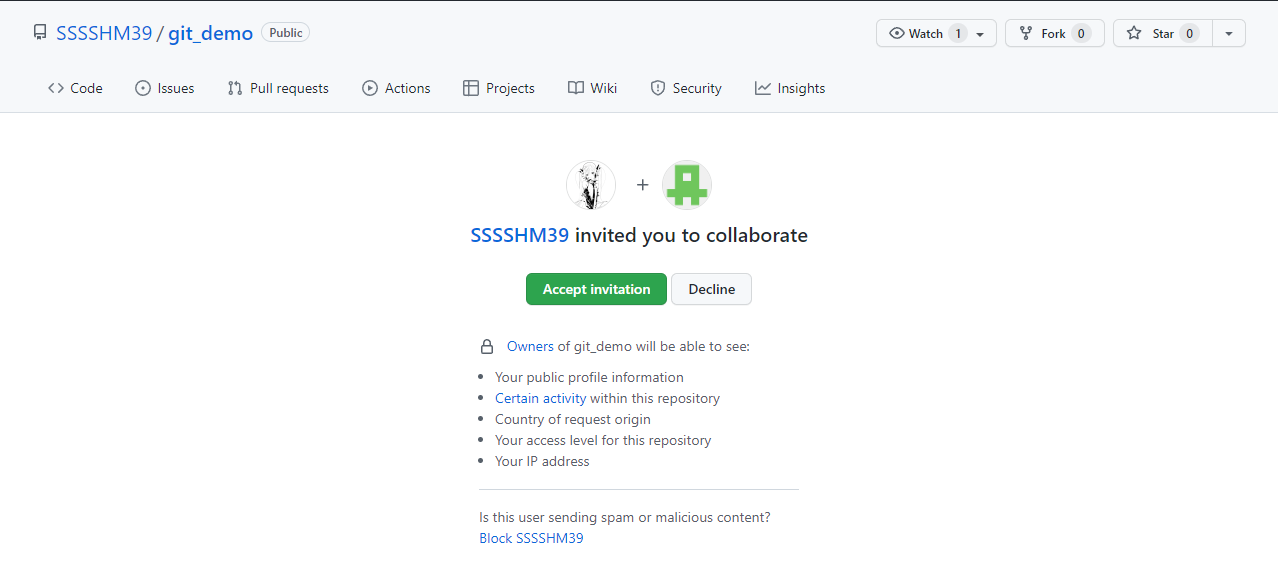 SSSSHM39 / git_demo Public Watch 1 Fork 0 Star 0
Code Issues Pull requests Actions Projects Wiki Security Insights
+
SSSSHM39 invited you to collaborate
Accept invitation Decline
Owners of git_demo will be able to see:
• Your public profile information
• Certain activity within this repository
• Country of request origin
• Your access level for this repository
• Your IP address
Is this user sending spam or malicious content?
Block SSSSHM39